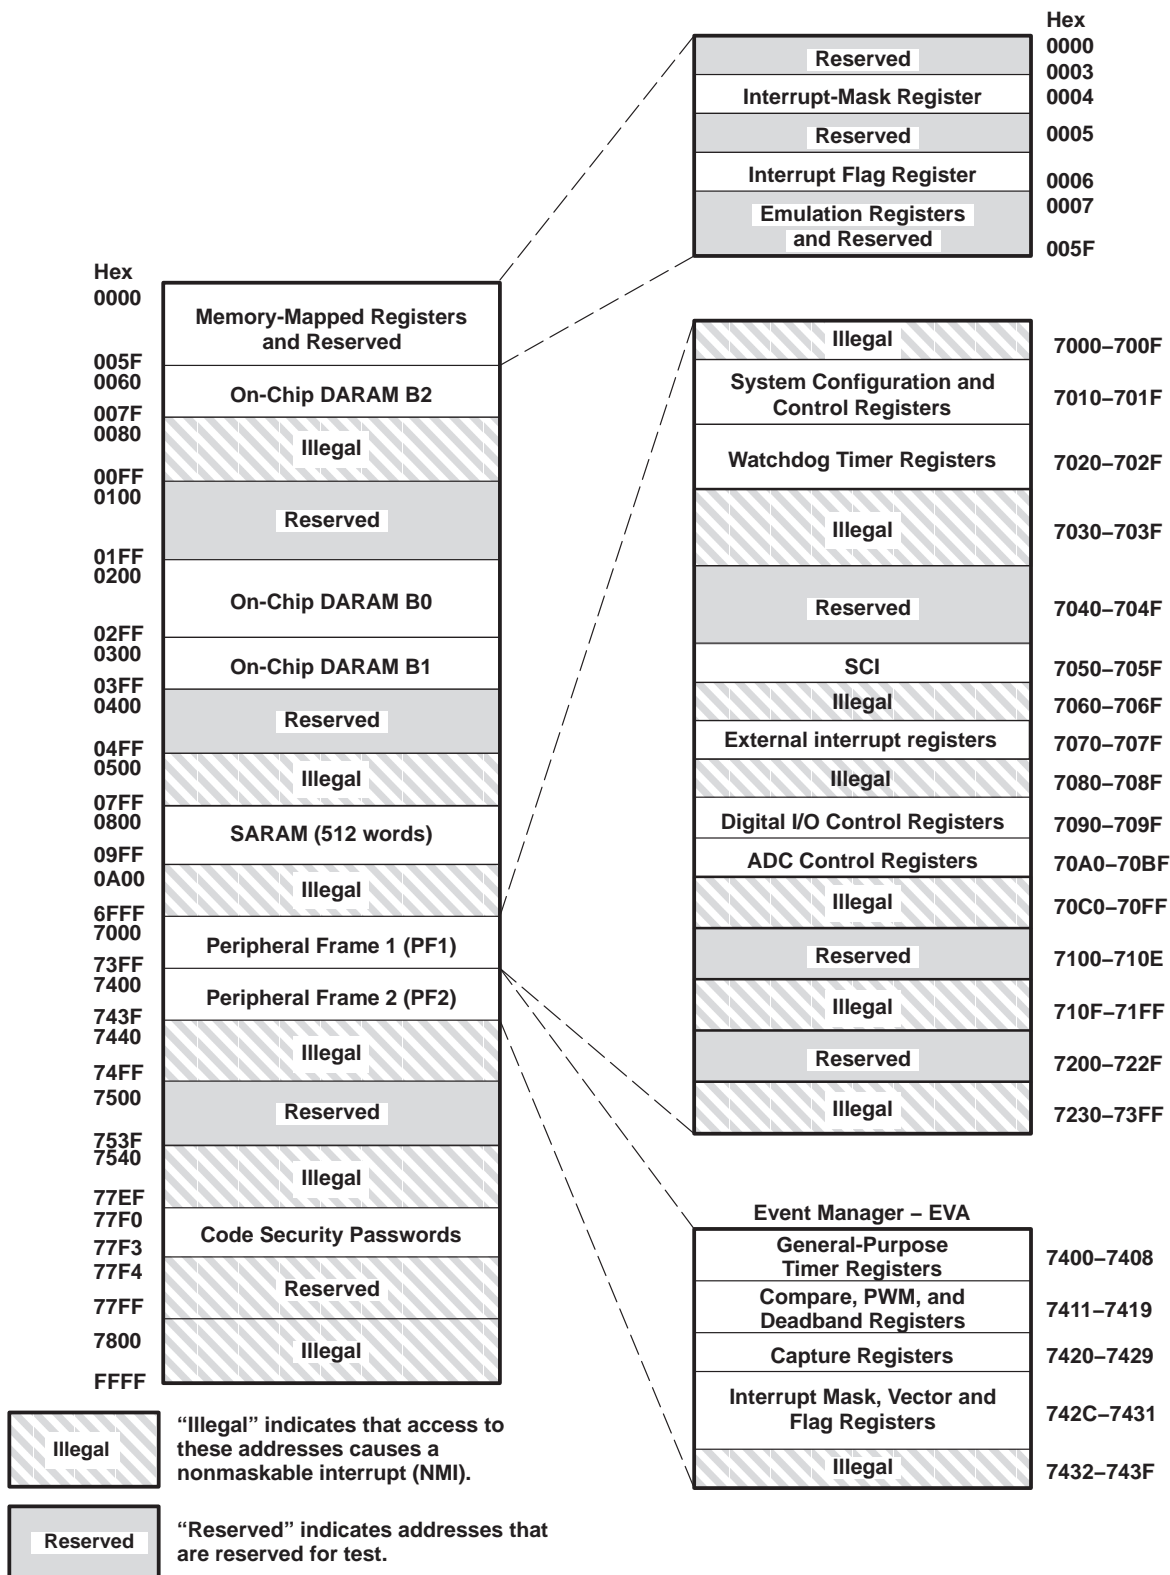 Hex
0000
Reserved
0003
Interrupt-Mask Register
0004
Reserved
0005
Interrupt Flag Register
0006
0007
Emulation Registers
and Reserved
005F
Hex
0000
Memory-Mapped Registers
and Reserved
005F
0060
On-Chip DARAM B2
007F
0080
Illegal
00FF
0100
Reserved
01FF
0200
On-Chip DARAM B0
02FF
0300
On-Chip DARAM B1
03FF
0400
Reserved
04FF
0500
Illegal
07FF
0800
SARAM (512 words)
09FF
0A00
Illegal
6FFF
7000
Peripheral Frame 1 (PF1)
73FF
7400
Peripheral Frame 2 (PF2)
743F
7440
Illegal
74FF
7500
Reserved
753F
7540
Illegal
77EF
77F0
Code Security Passwords
77F3
77F4
Reserved
77FF
7800
Illegal
FFFF
Illegal
7000–700F
System Configuration and
Control Registers
7010–701F
Watchdog Timer Registers
7020–702F
Illegal
7030–703F
Reserved
7040–704F
SCI
7050–705F
Illegal
7060–706F
External interrupt registers
7070–707F
Illegal
7080–708F
Digital I/O Control Registers
7090–709F
ADC Control Registers
70A0–70BF
Illegal
70C0–70FF
Reserved
7100–710E
Illegal
710F–71FF
Reserved
7200–722F
Illegal
7230–73FF
Event Manager – EVA
General-Purpose
Timer Registers
7400–7408
Compare, PWM, and
Deadband Registers
7411–7419
Capture Registers
7420–7429
Interrupt Mask, Vector and
Flag Registers
742C–7431
Illegal
7432–743F
Illegal
“Illegal” indicates that access to
these addresses causes a
nonmaskable interrupt (NMI).
Reserved
“Reserved” indicates addresses that
are reserved for test.